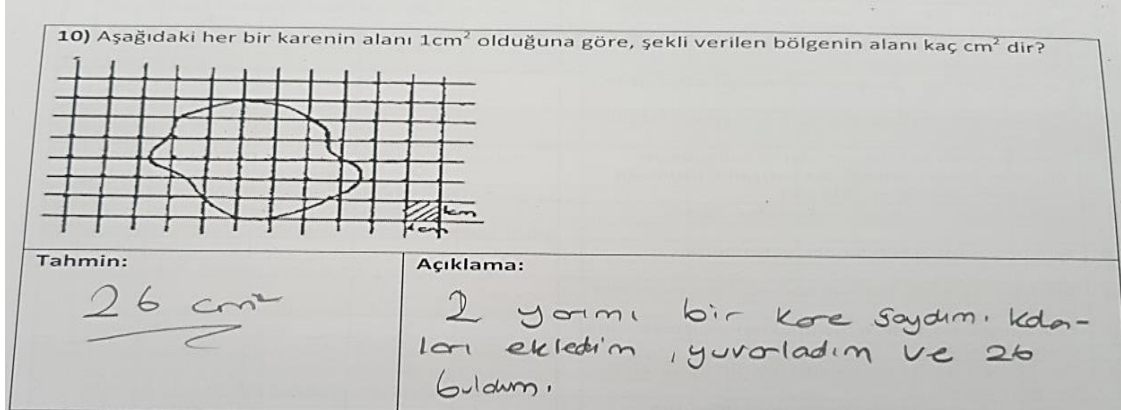 10) Aşağıdaki her bir karenin alanı 1cm² olduğuna göre, şekli verilen bölgenin alanı kaç cm² dir?
1cm
1cm
Tahmin:
26 cm²
Açıklama:
2 yarımı bir kare saydım. Kalan-
ları ekledim, yuvarladım ve 26
buldum.